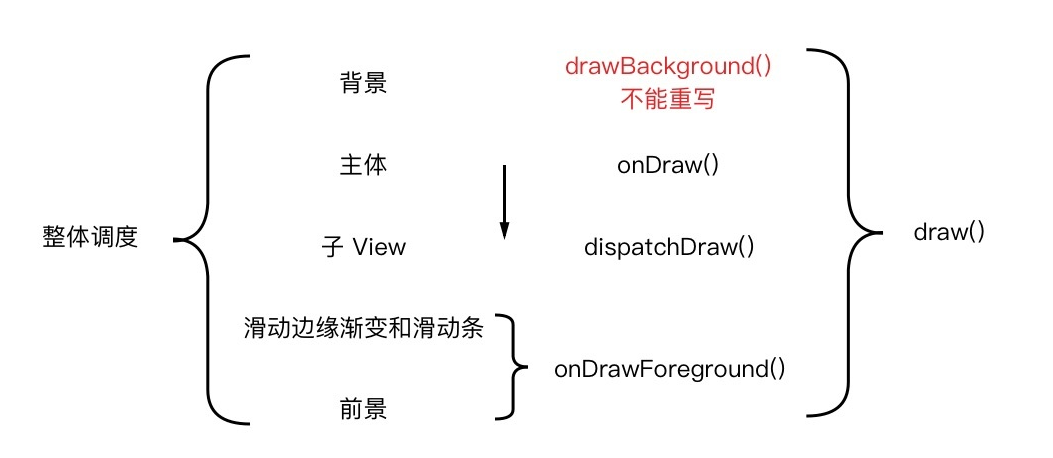 背景
drawBackground()
不能重写
主体
onDraw()
整体调度
子 View
dispatchDraw()
draw()
滑动边缘渐变和滑动条
onDrawForeground()
前景